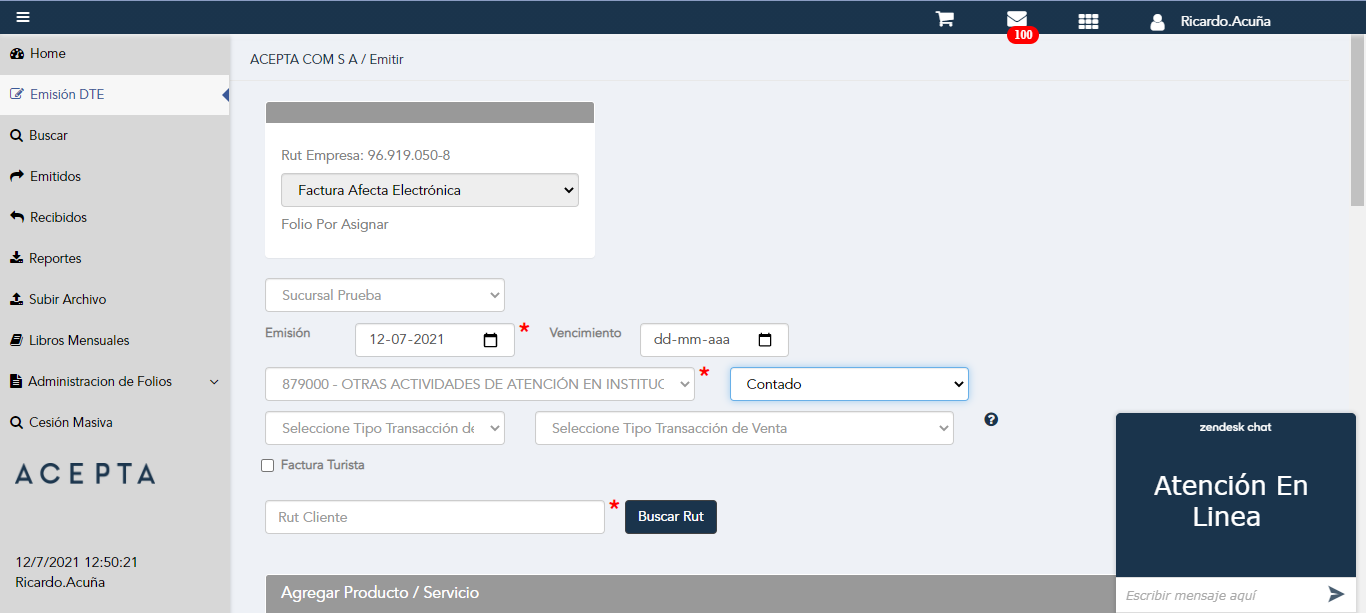 100
Ricardo.Acuña
Home
Emisión DTE
Buscar
Emitidos
Recibidos
Reportes
Subir Archivo
Libros Mensuales
Administracion de Folios
Cesión Masiva
ACEPTA
12/7/2021 12:50:21
Ricardo.Acuña
ACEPTA COM S A / Emitir
Rut Empresa: 96.919.050-8
Factura Afecta Electrónica
Folio Por Asignar
Sucursal Prueba
Emisión 12-07-2021 * Vencimiento dd-mm-aaa
879000 - OTRAS ACTIVIDADES DE ATENCIÓN EN INSTITUC * Contado
Seleccione Tipo Transacción de Seleccione Tipo Transacción de Venta ?
Factura Turista
Rut Cliente * Buscar Rut
Agregar Producto / Servicio
zendesk chat
Atención En
Linea
Escribir mensaje aquí